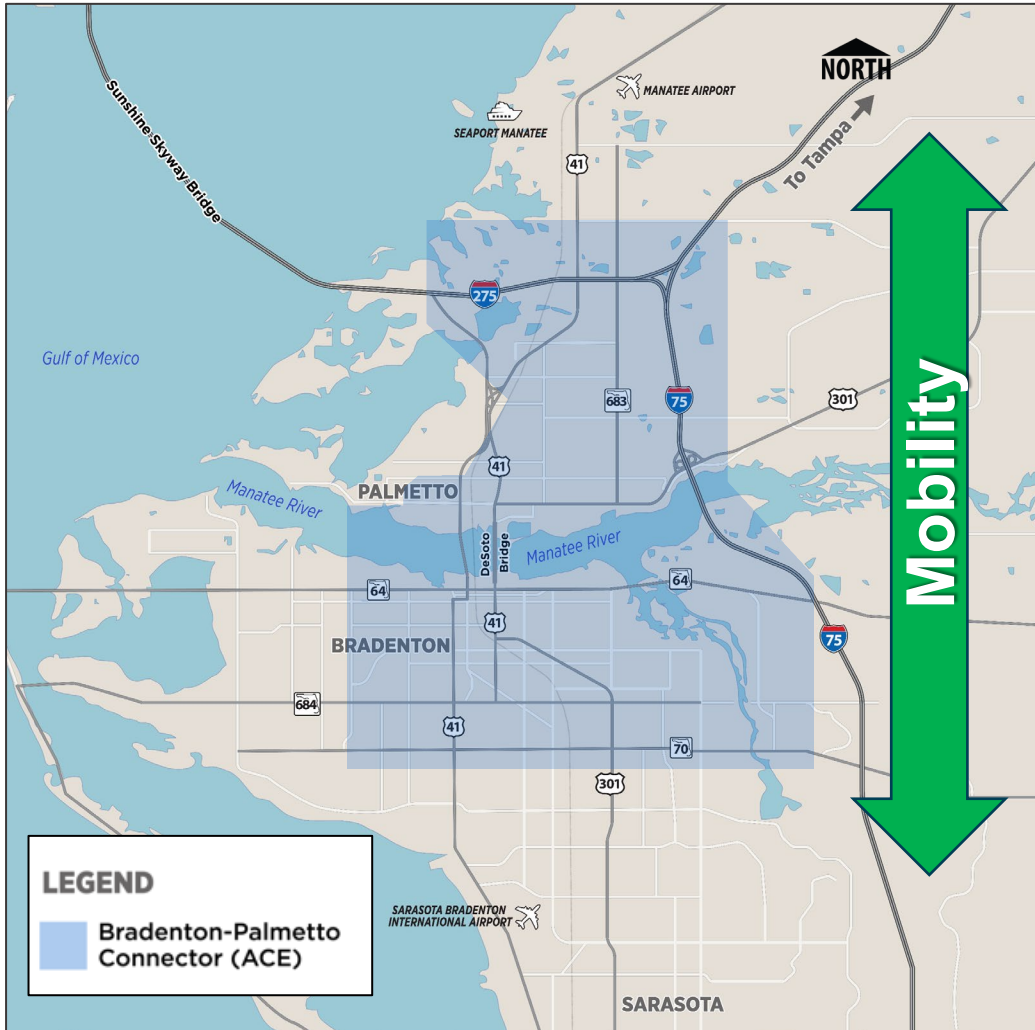 NORTH
MANATEE AIRPORT
Sunshine Skyway Bridge
SEAPORT MANATEE
To Tampa
41
275
Gulf of Mexico
683
75
301
Mobility
41
PALMETTO
Manatee River
DeSoto
Bridge
Manatee River
64
64
41
BRADENTON
75
684
41
70
301
LEGEND
Bradenton-Palmetto
Connector (ACE)
SARASOTA BRADENTON
INTERNATIONAL AIRPORT
SARASOTA